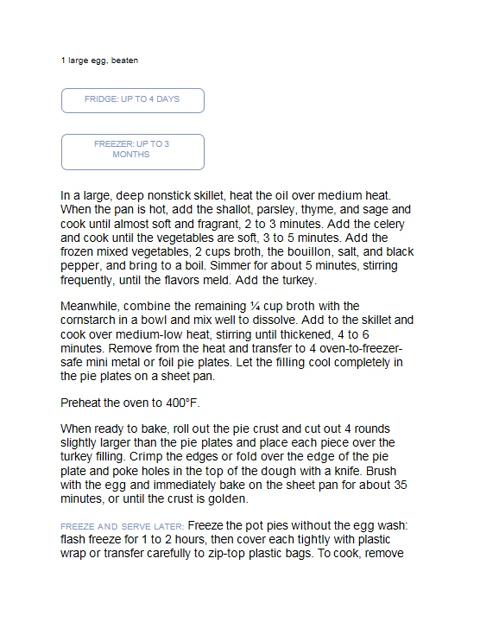 1 large egg, beaten
FRIDGE: UP TO 4 DAYS
FREEZER: UP TO 3
MONTHS
In a large, deep nonstick skillet, heat the oil over medium heat.
When the pan is hot, add the shallot, parsley, thyme, and sage and
cook until almost soft and fragrant, 2 to 3 minutes. Add the celery
and cook until the vegetables are soft, 3 to 5 minutes. Add the
frozen mixed vegetables, 2 cups broth, the bouillon, salt, and black
pepper, and bring to a boil. Simmer for about 5 minutes, stirring
frequently, until the flavors meld. Add the turkey.
Meanwhile, combine the remaining ¼ cup broth with the
cornstarch in a bowl and mix well to dissolve. Add to the skillet and
cook over medium-low heat, stirring until thickened, 4 to 6
minutes. Remove from the heat and transfer to 4 oven-to-freezer-
safe mini metal or foil pie plates. Let the filling cool completely in
the pie plates on a sheet pan.
Preheat the oven to 400°F.
When ready to bake, roll out the pie crust and cut out 4 rounds
slightly larger than the pie plates and place each piece over the
turkey filling. Crimp the edges or fold over the edge of the pie
plate and poke holes in the top of the dough with a knife. Brush
with the egg and immediately bake on the sheet pan for about 35
minutes, or until the crust is golden.
FREEZE AND SERVE LATER: Freeze the pot pies without the egg wash:
flash freeze for 1 to 2 hours, then cover each tightly with plastic
wrap or transfer carefully to zip-top plastic bags. To cook, remove